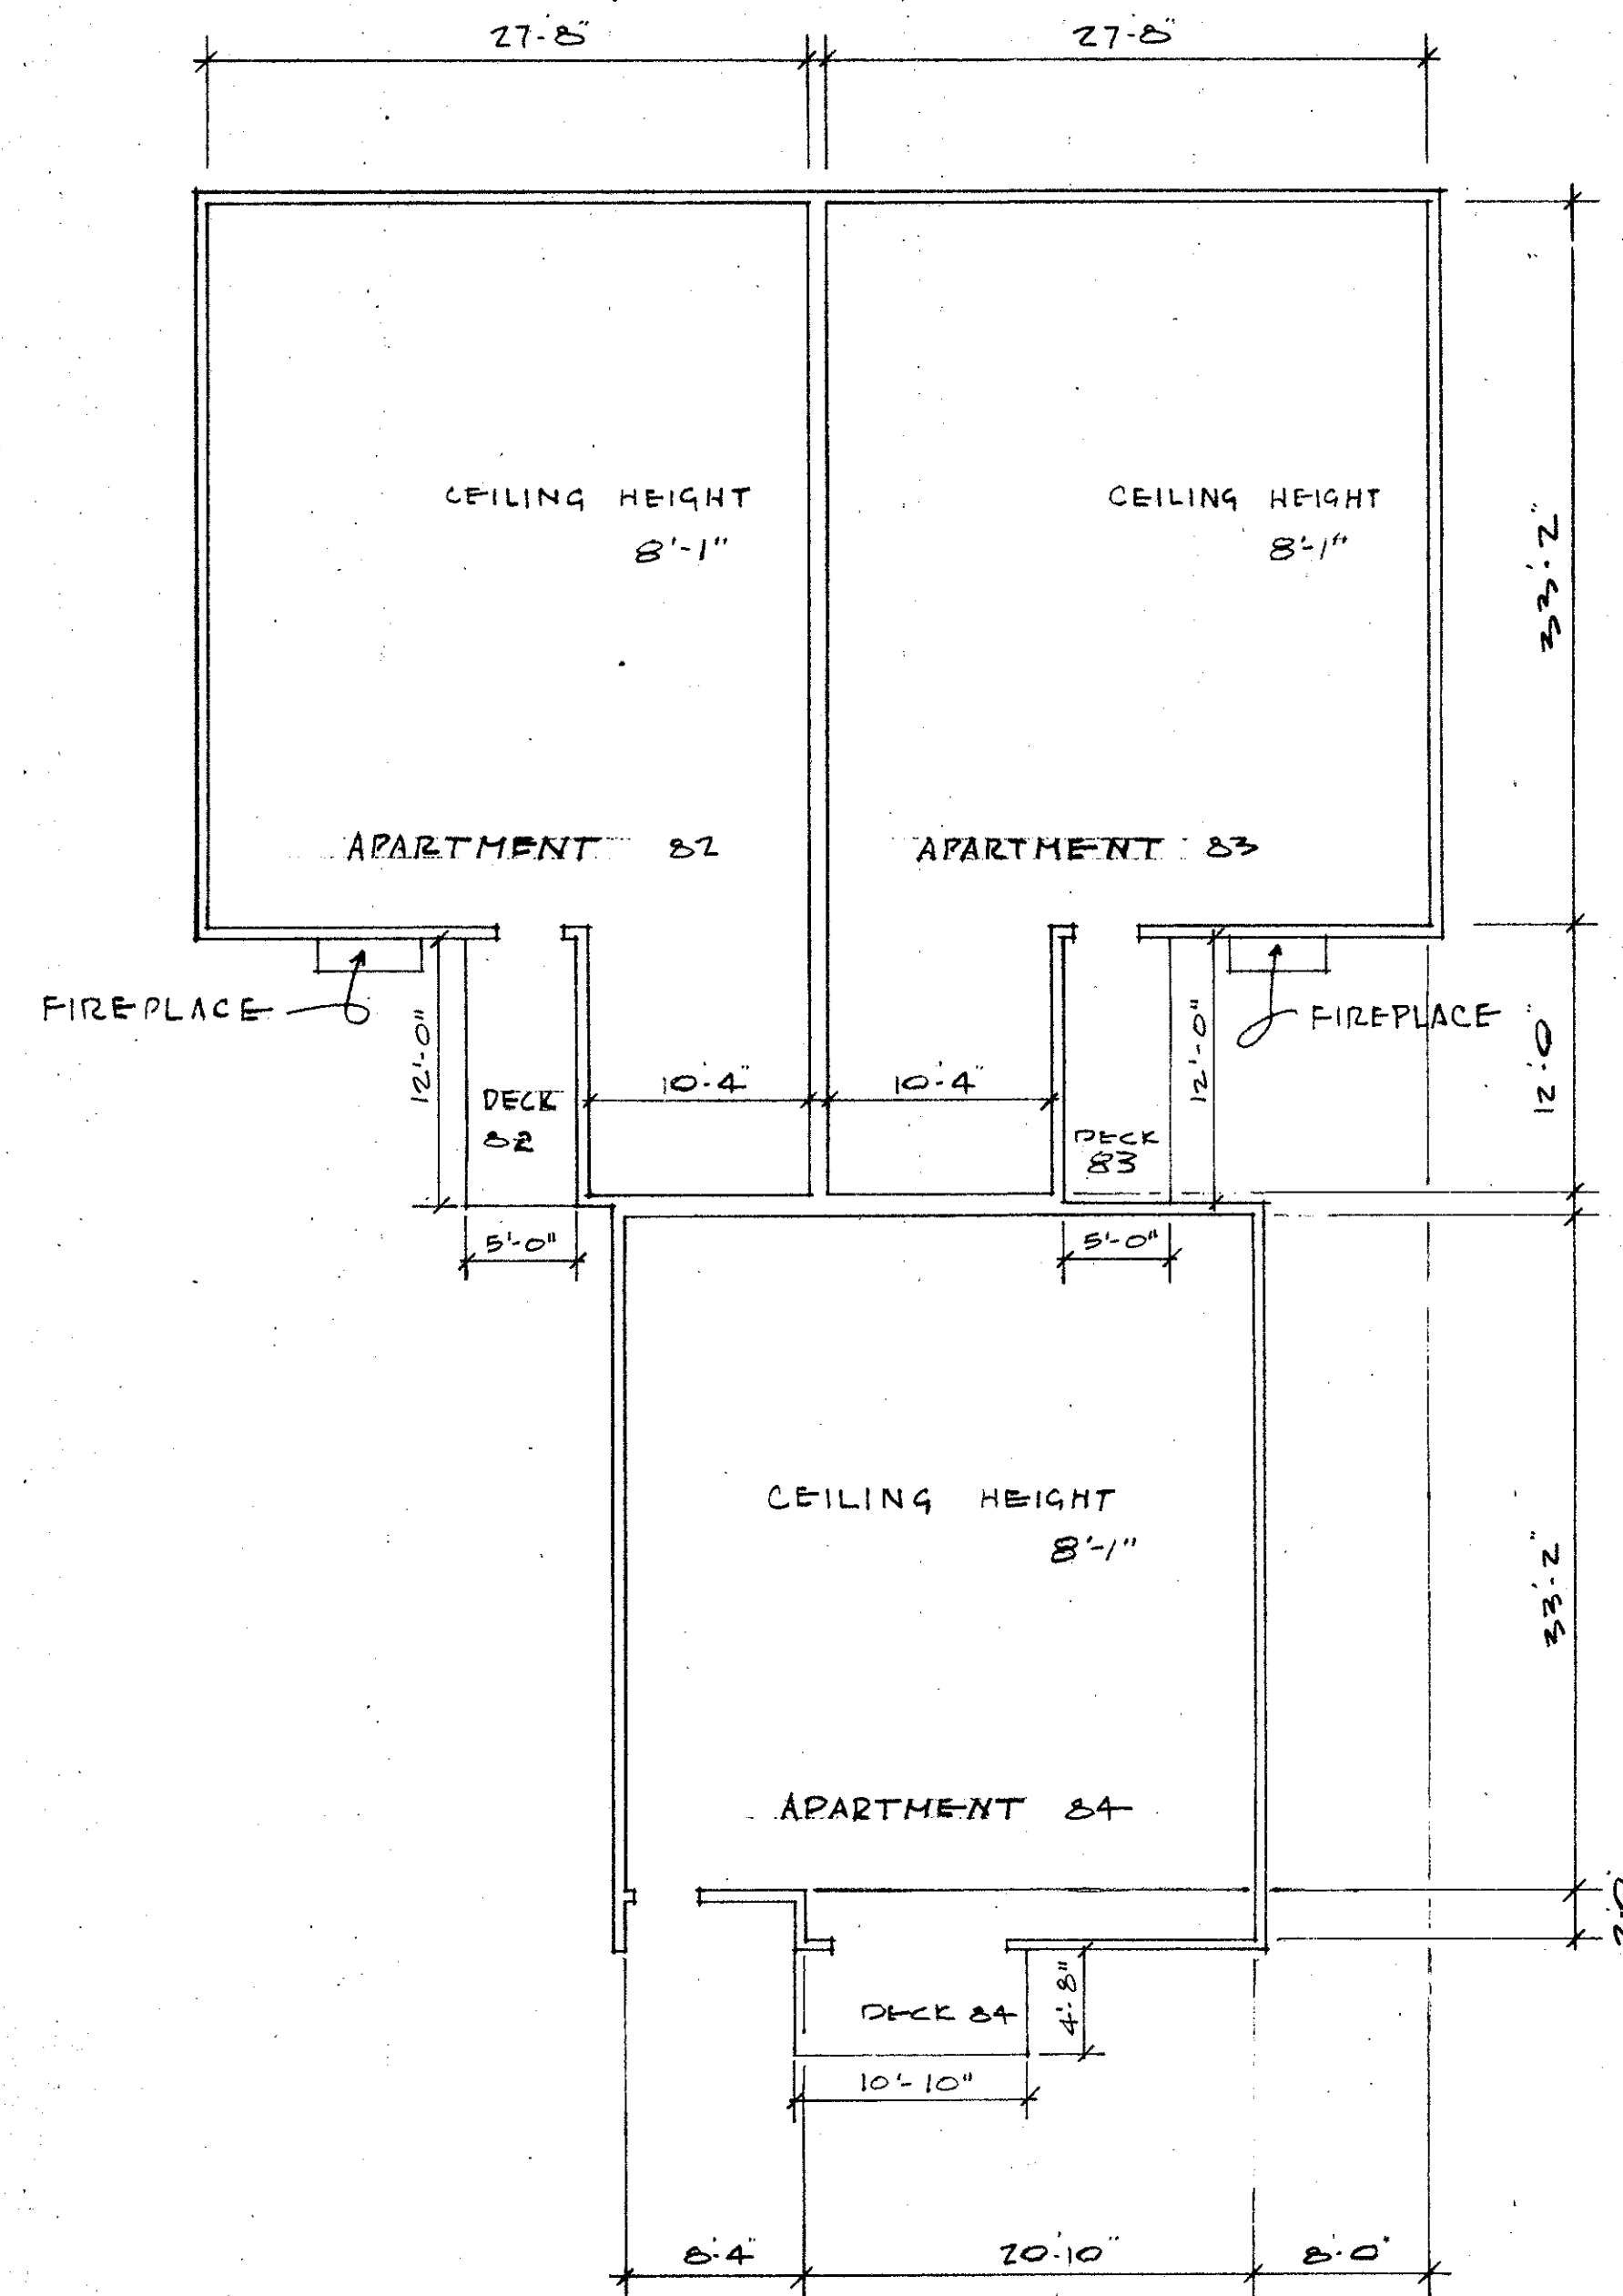 27'-8"
27'-8"
CEILING HEIGHT
8'-1"
CEILING HEIGHT
8'-1"
33'-2"
APARTMENT 82
APARTMENT 83
FIREPLACE
FIREPLACE
12'-0"
12'-0"
12'-0"
10'-4"
10'-4"
DECK
82
DECK
83
5'-0"
5'-0"
CEILING HEIGHT
8'-1"
33'-2"
APARTMENT 84
2'-0"
DECK 84
4'-8"
10'-10"
8'-4"
20'-10"
8'-0"